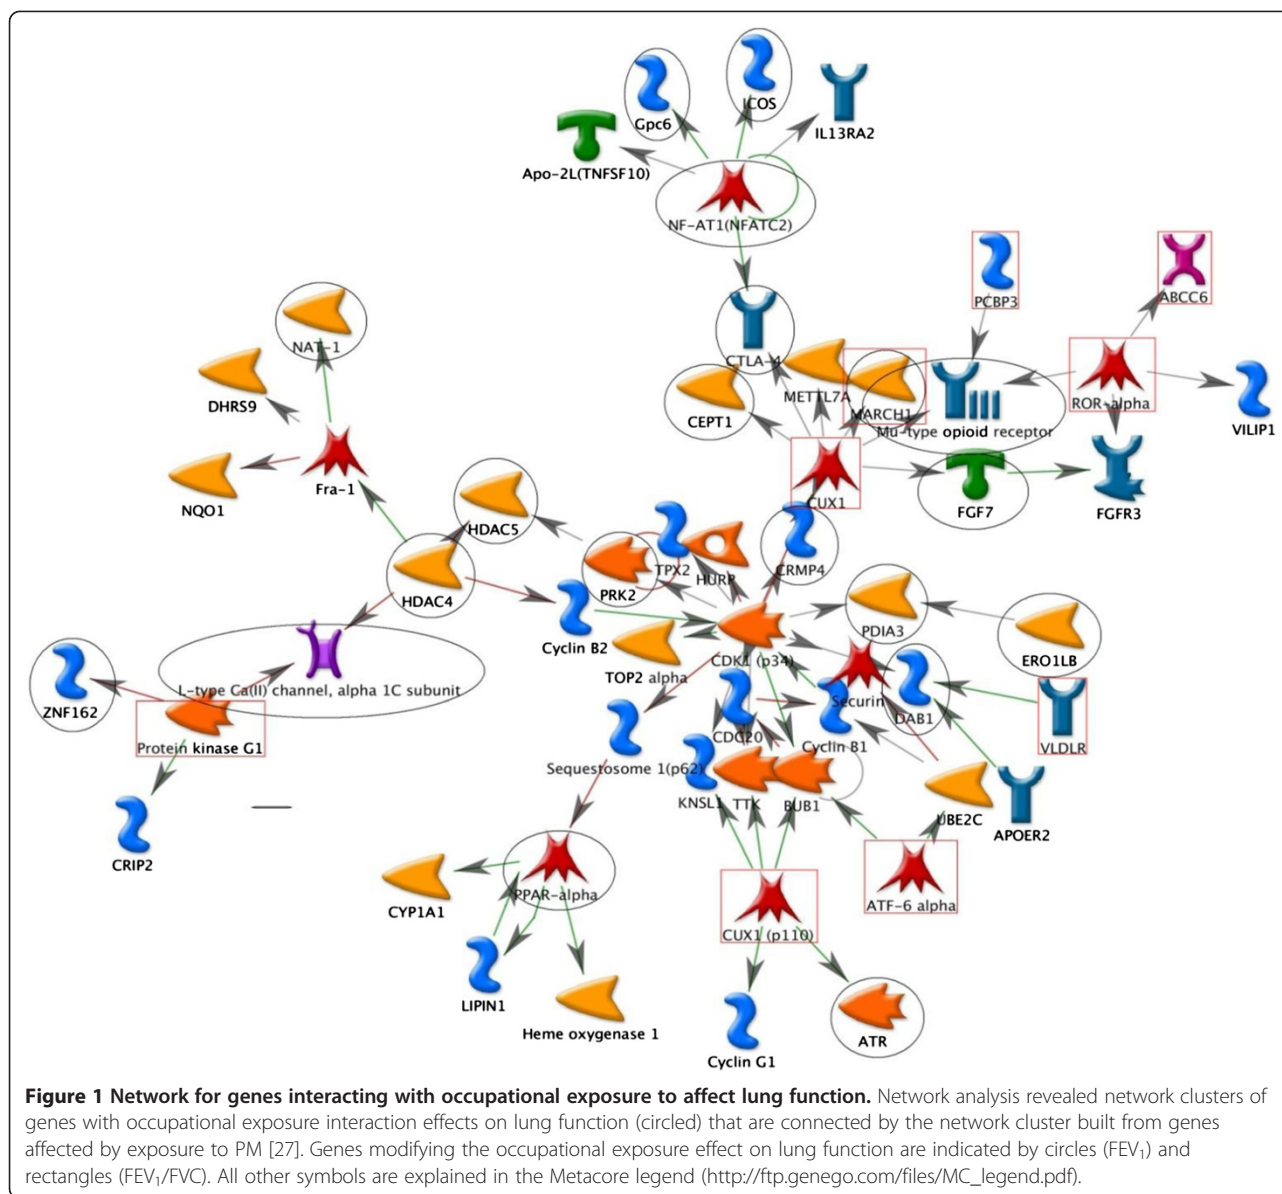 Gpc6
ICOS
IL13RA2
Apo-2L(TNFSF10)
NF-AT1(NFATC2)
PCBP3
ABCC6
NAT-1
CTLA-4
METTL7A
MARCH1
ROR-alpha
DHRS9
CEPT1
Mu-type opioid receptor
VILIP1
Fra-1
NQO1
CUX1
FGF7
FGFR3
HDAC5
TPX2
HURP
CRMP4
HDAC4
PRK2
PDIA3
Cyclin B2
CDK1 (p34)
ERO1LB
TOP2 alpha
L-type Ca(II) channel, alpha 1C subunit
Securin
ZNF162
DAB1
Protein kinase G1
CDC20
Cyclin B1
VLDLR
Sequestosome 1(p62)
KNSL1
TTK
BUB1
UBE2C
APOER2
CRIP2
PPAR-alpha
CYP1A1
ATF-6 alpha
CUX1 (p110)
LIPIN1
Heme oxygenase 1
ATR
Cyclin G1
Figure 1 Network for genes interacting with occupational exposure to affect lung function. Network analysis revealed network clusters of
genes with occupational exposure interaction effects on lung function (circled) that are connected by the network cluster built from genes
affected by exposure to PM [27]. Genes modifying the occupational exposure effect on lung function are indicated by circles (FEV₁) and
rectangles (FEV₁/FVC). All other symbols are explained in the Metacore legend (http://ftp.genego.com/files/MC_legend.pdf).